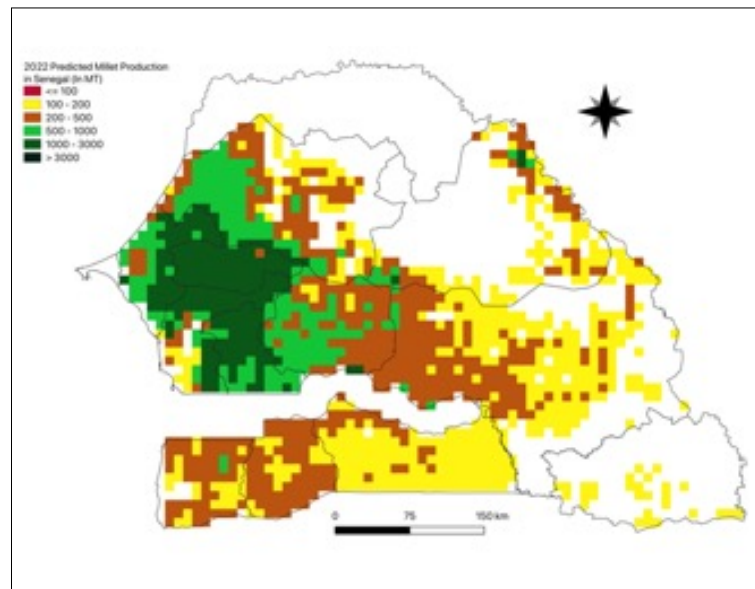 2022 Predicted Millet Production
in Senegal (In MT)
<= 100
100 - 200
200 - 500
500 - 1000
1000 - 3000
> 3000
0 75 150 km